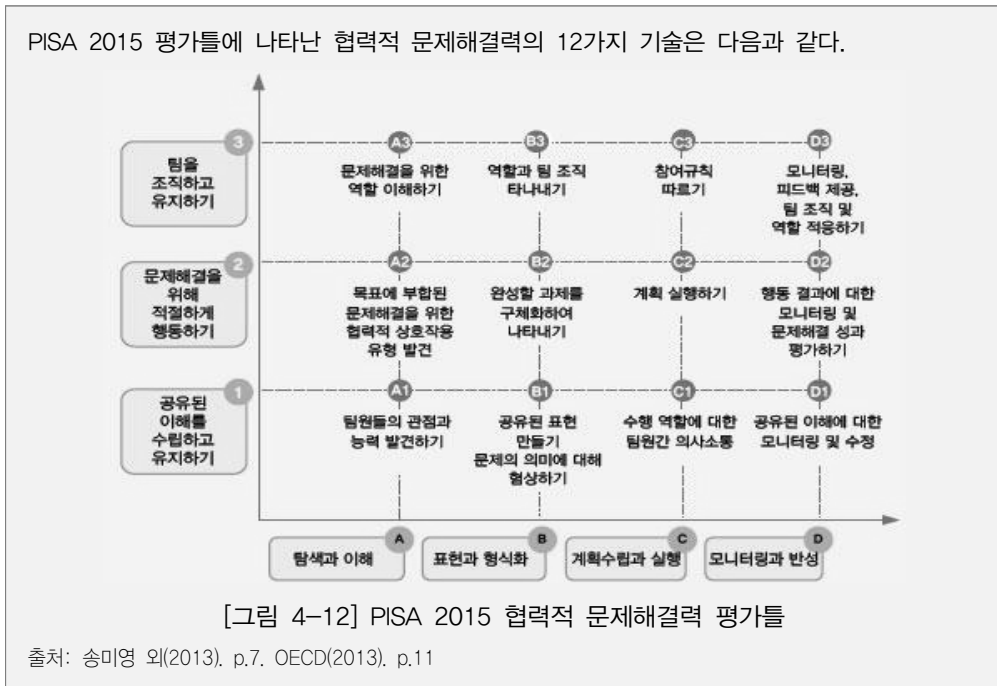 PISA 2015 평가틀에 나타난 협력적 문제해결력의 12가지 기술은 다음과 같다.
3
팀을
조직하고
유지하기
A3
문제해결을 위한
역할 이해하기
B3
역할과 팀 조직
타나내기
C3
참여규칙
따르기
D3
모니터링,
피드백 제공,
팀 조직 및
역할 적응하기
2
문제해결을
위해
적절하게
행동하기
A2
목표에 부합된
문제해결을 위한
협력적 상호작용
유형 발견
B2
완성할 과제를
구체화하여
나타내기
C2
계획 실행하기
D2
행동 결과에 대한
모니터링 및
문제해결 성과
평가하기
1
공유된
이해를
수립하고
유지하기
A1
팀원들의 관점과
능력 발견하기
B1
공유된 표현
만들기
문제의 의미에 대해
협상하기
C1
수행 역할에 대한
팀원간 의사소통
D1
공유된 이해에 대한
모니터링 및 수정
A
탐색과 이해
B
표현과 형식화
C
계획수립과 실행
D
모니터링과 반성
[그림 4-12] PISA 2015 협력적 문제해결력 평가틀
출처: 송미영 외(2013). p.7. OECD(2013). p.11